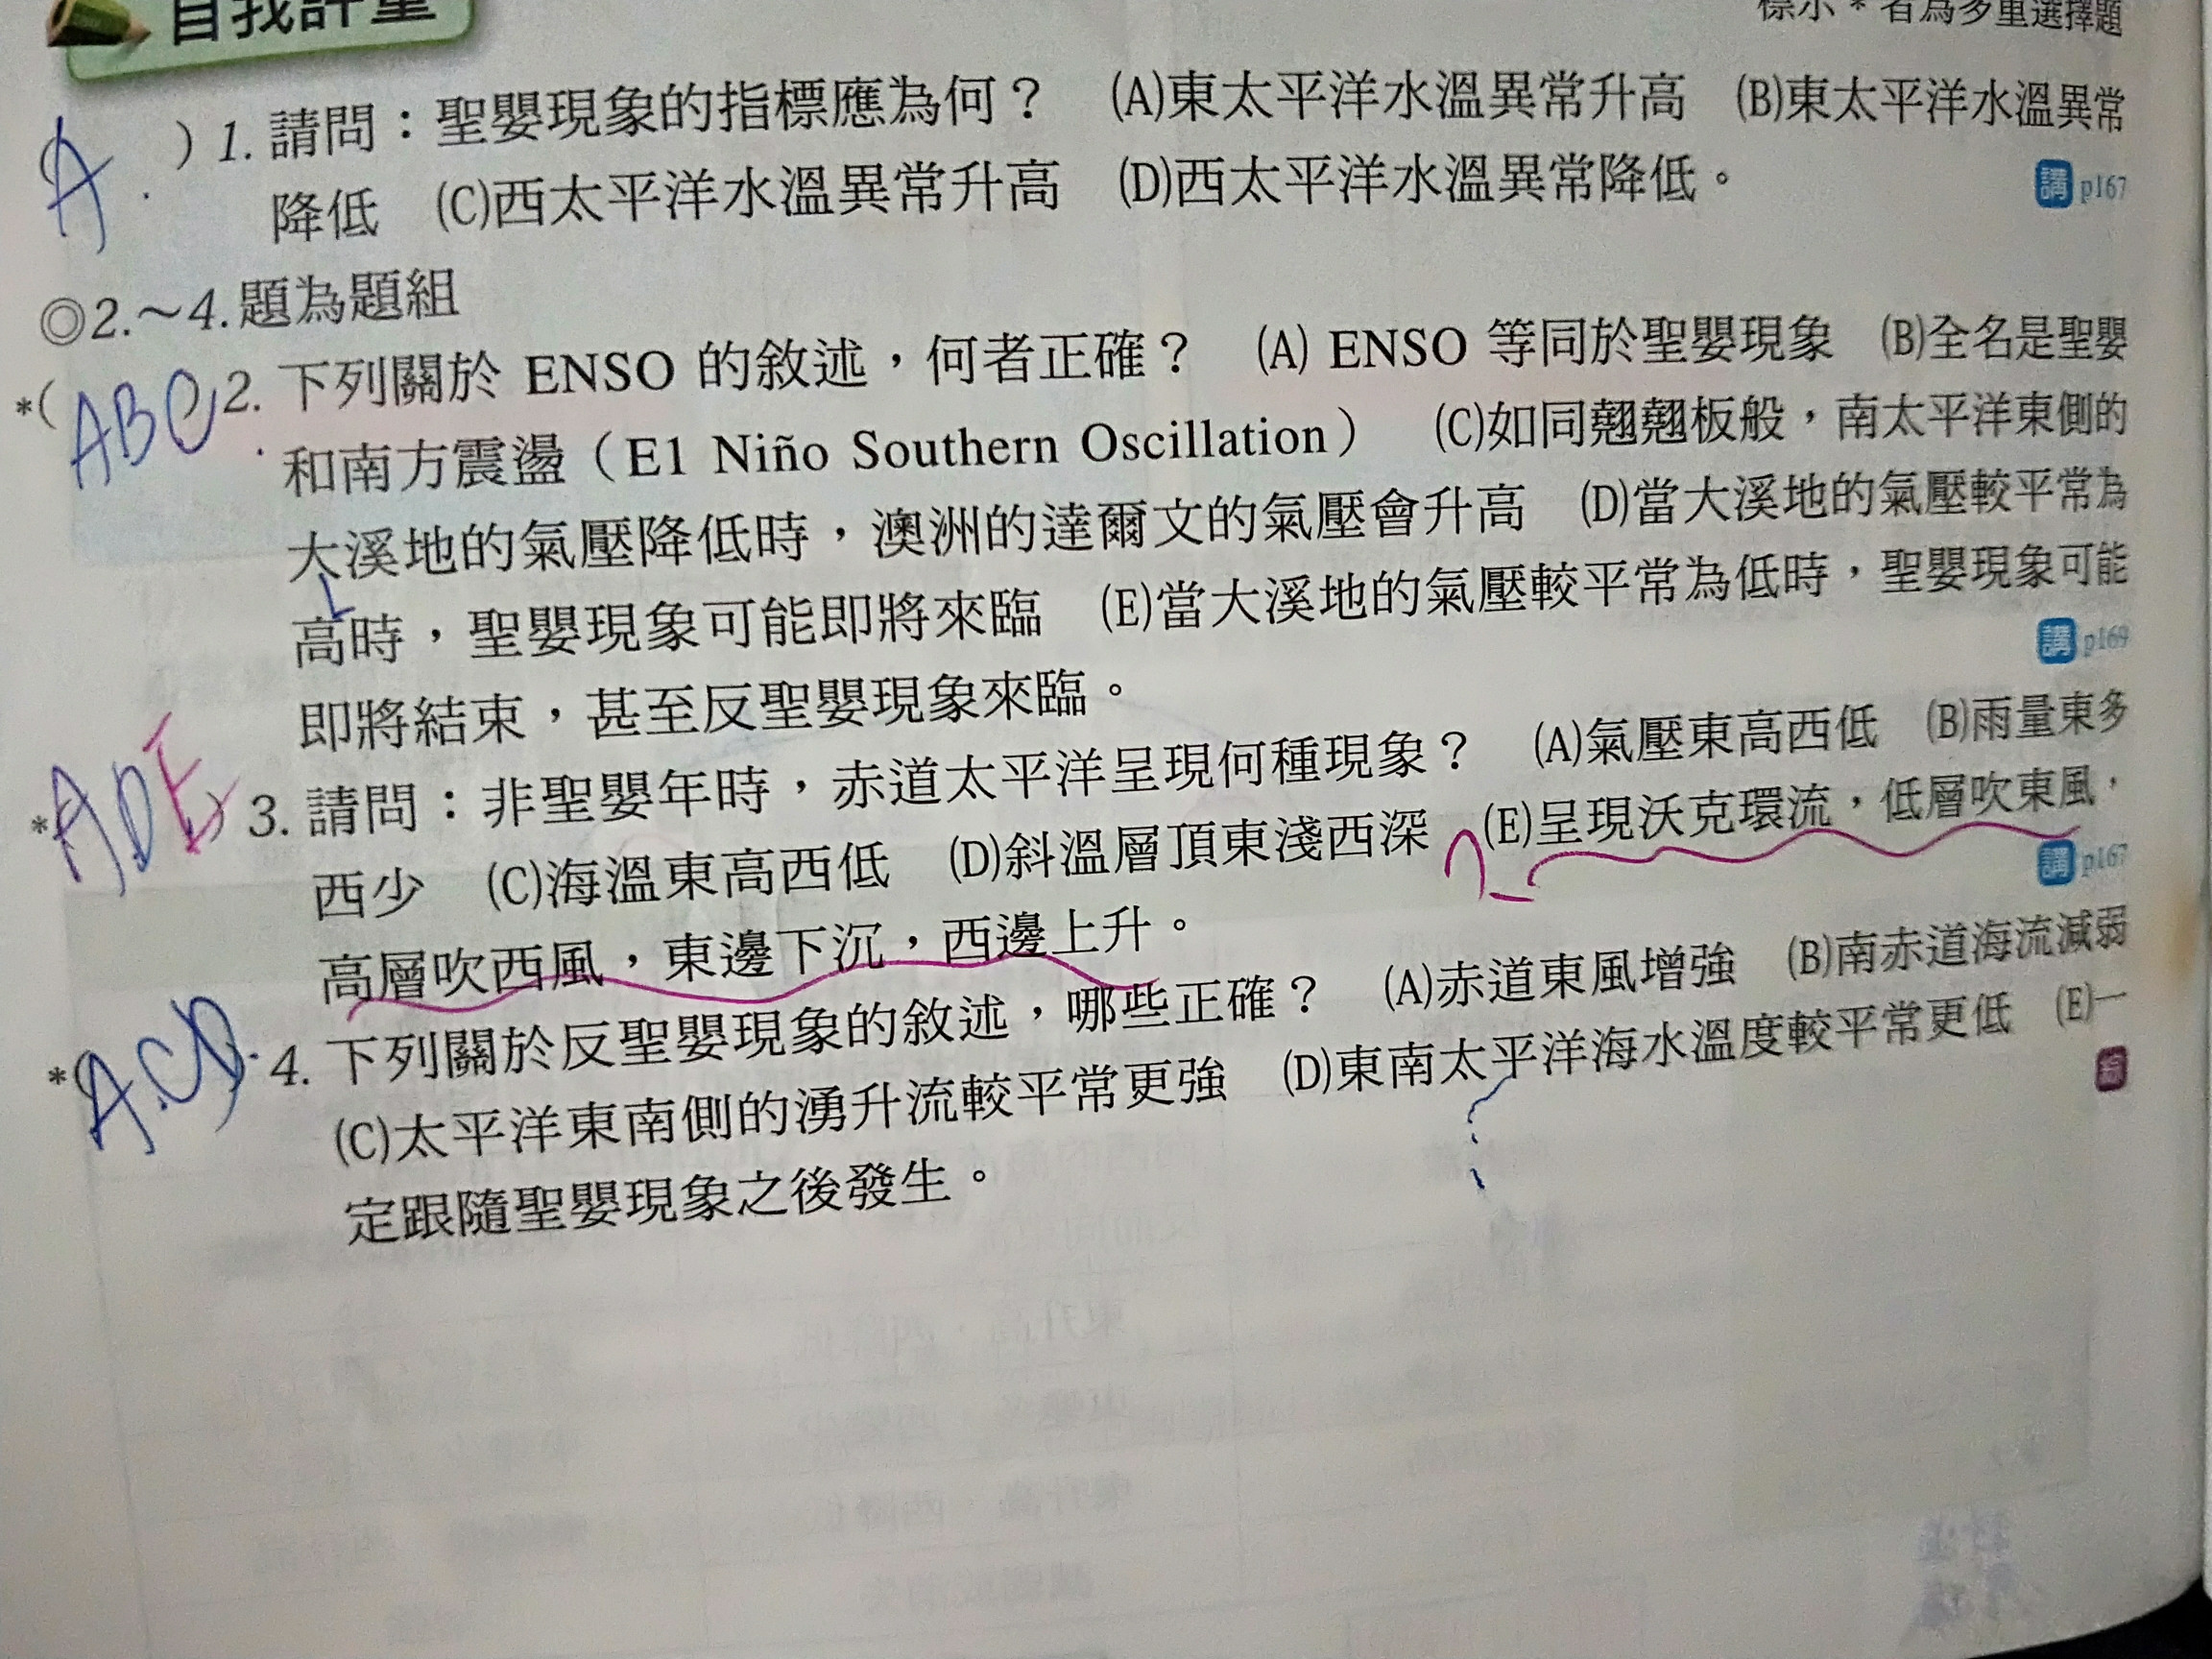 自我評量
標示 * 者為多重選擇題
A. ) 1. 請問：聖嬰現象的指標應為何？ (A)東太平洋水溫異常升高 (B)東太平洋水溫異常
降低 (C)西太平洋水溫異常升高 (D)西太平洋水溫異常降低。 講 p167
◎2.～4.題為題組
*( ABC 2. 下列關於 ENSO 的敘述，何者正確？ (A) ENSO 等同於聖嬰現象 (B)全名是聖嬰
和南方震盪（E1 Niño Southern Oscillation） (C)如同翹翹板般，南太平洋東側的
大溪地的氣壓降低時，澳洲的達爾文的氣壓會升高 (D)當大溪地的氣壓較平常為
高時，聖嬰現象可能即將來臨 (E)當大溪地的氣壓較平常為低時，聖嬰現象可能
即將結束，甚至反聖嬰現象來臨。 講 p169
* ADE ) 3. 請問：非聖嬰年時，赤道太平洋呈現何種現象？ (A)氣壓東高西低 (B)雨量東多
西少 (C)海溫東高西低 (D)斜溫層頂東淺西深 (E)呈現沃克環流，低層吹東風，
高層吹西風，東邊下沉，西邊上升。 講 p167
*( A.CD. ) 4. 下列關於反聖嬰現象的敘述，哪些正確？ (A)赤道東風增強 (B)南赤道海流減弱
(C)太平洋東南側的湧升流較平常更強 (D)東南太平洋海水溫度較平常更低 (E)一
定跟隨聖嬰現象之後發生。